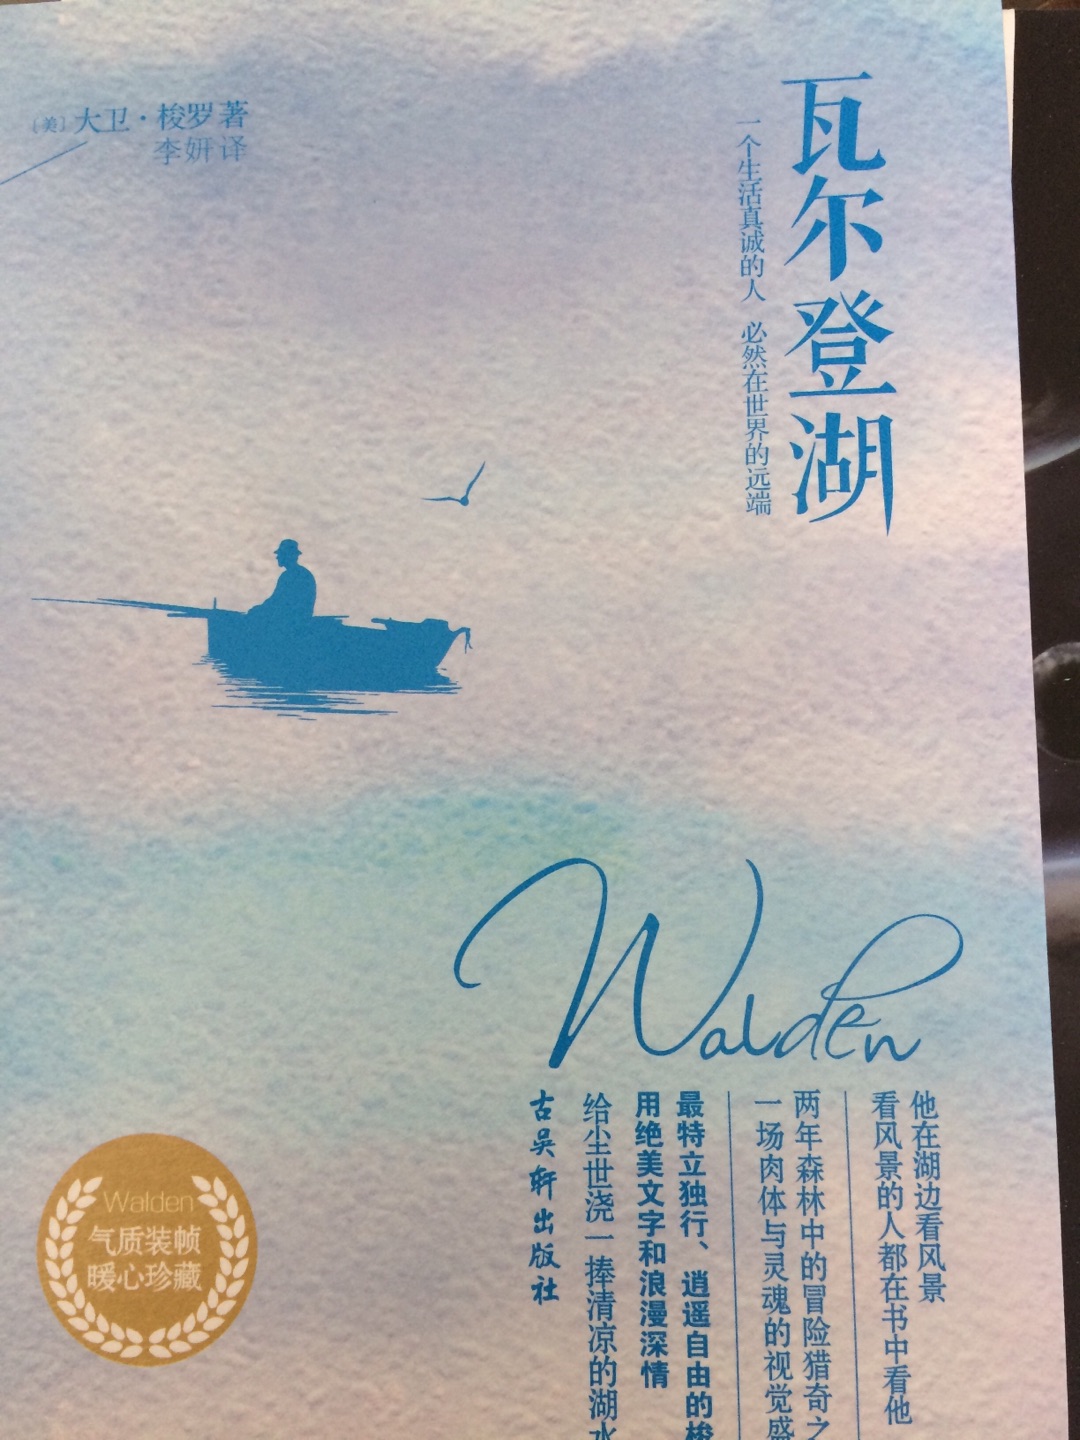 [美]大卫·梭罗 著
李妍 译
瓦尔登湖
一个生活真诚的人 必然在世界的远端
Walden
他在湖边看风景
看风景的人都在书中看他
两年森林中的冒险猎奇之
一场肉体与灵魂的视觉盛
最特立独行、逍遥自由的梭
用绝美文字和浪漫深情
给尘世浇一捧清凉的湖水
古吴轩出版社
Walden
气质装帧
暖心珍藏